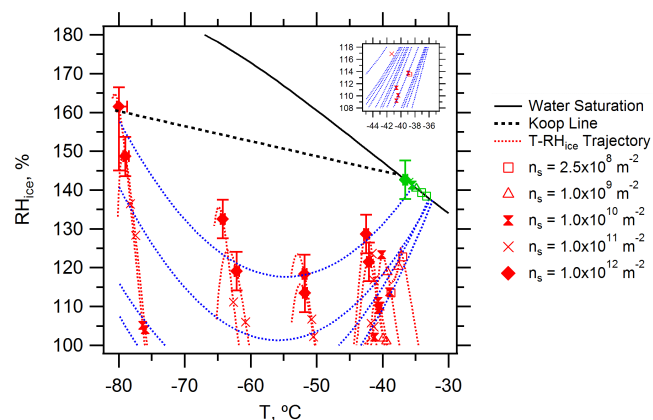 180
170
160
150
140
130
120
110
100
RHice, %
-80
-70
-60
-50
-40
-30
T, ºC
118
116
114
112
110
108
-44
-42
-40
-38
-36
Water Saturation
Koop Line
T-RHice Trajectory
ns = 2.5x10⁸ m⁻²
ns = 1.0x10⁹ m⁻²
ns = 1.0x10¹⁰ m⁻²
ns = 1.0x10¹¹ m⁻²
ns = 1.0x10¹² m⁻²